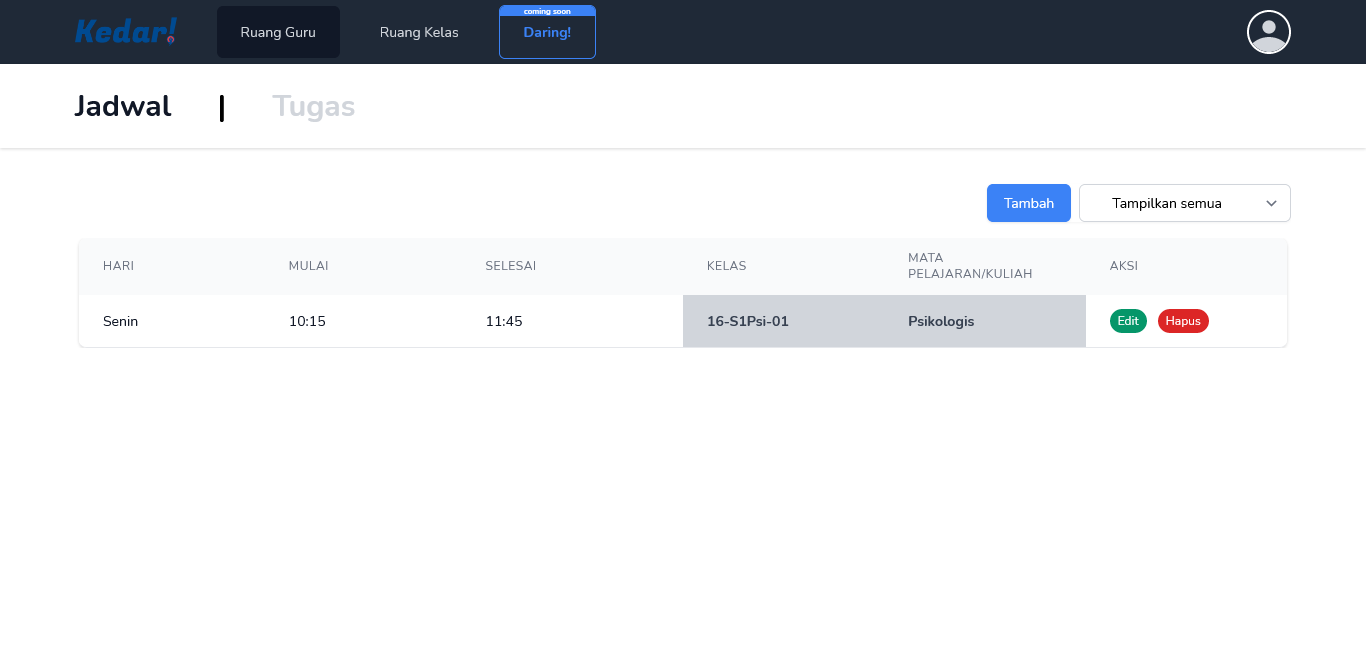 Kedar!
Ruang Guru
Ruang Kelas
coming soon
Daring!
Jadwal | Tugas
Tambah
Tampilkan semua
HARI MULAI SELESAI KELAS MATA PELAJARAN/KULIAH AKSI
Senin 10:15 11:45 16-S1Psi-01 Psikologis Edit Hapus